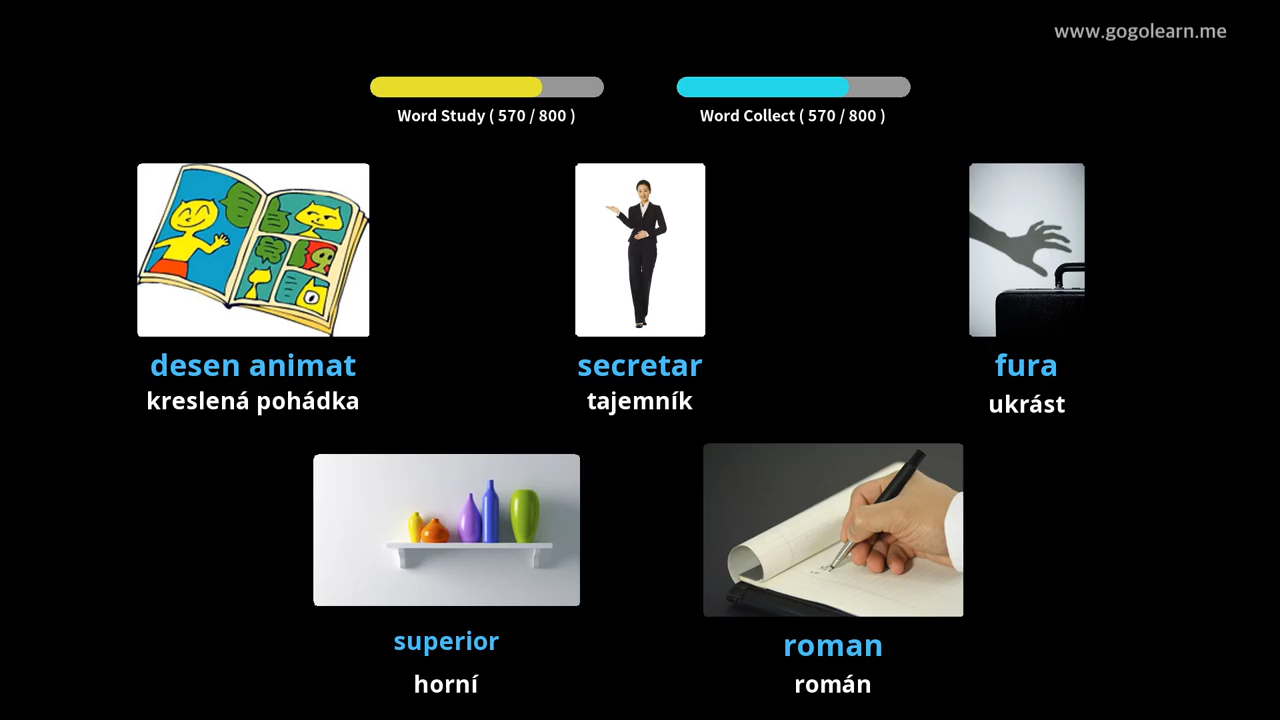 www.gogolearn.me
Word Study ( 570 / 800 )
Word Collect ( 570 / 800 )
desen animat
kreslená pohádka
secretar
tajemník
fura
ukrást
superior
horní
roman
román